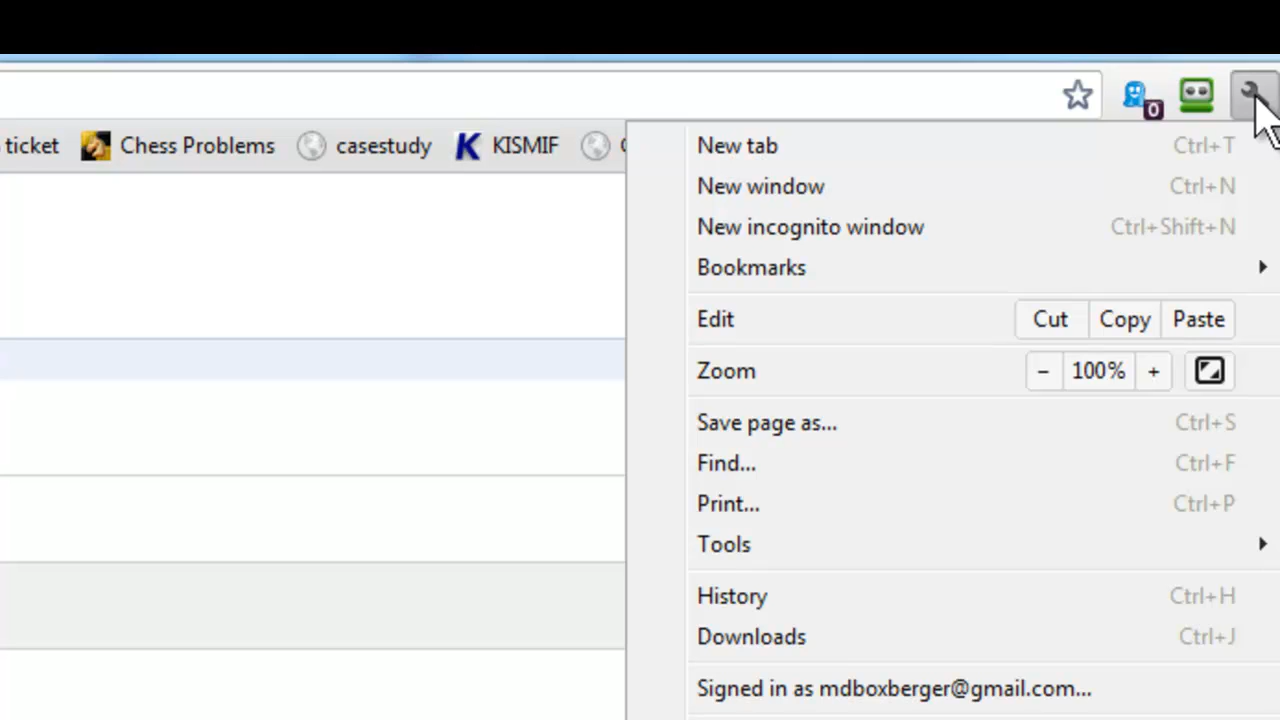 0
ticket Chess Problems casestudy KISMIF
New tab Ctrl+T
New window Ctrl+N
New incognito window Ctrl+Shift+N
Bookmarks
Edit Cut Copy Paste
Zoom − 100% +
Save page as... Ctrl+S
Find... Ctrl+F
Print... Ctrl+P
Tools
History Ctrl+H
Downloads Ctrl+J
Signed in as mdboxberger@gmail.com...